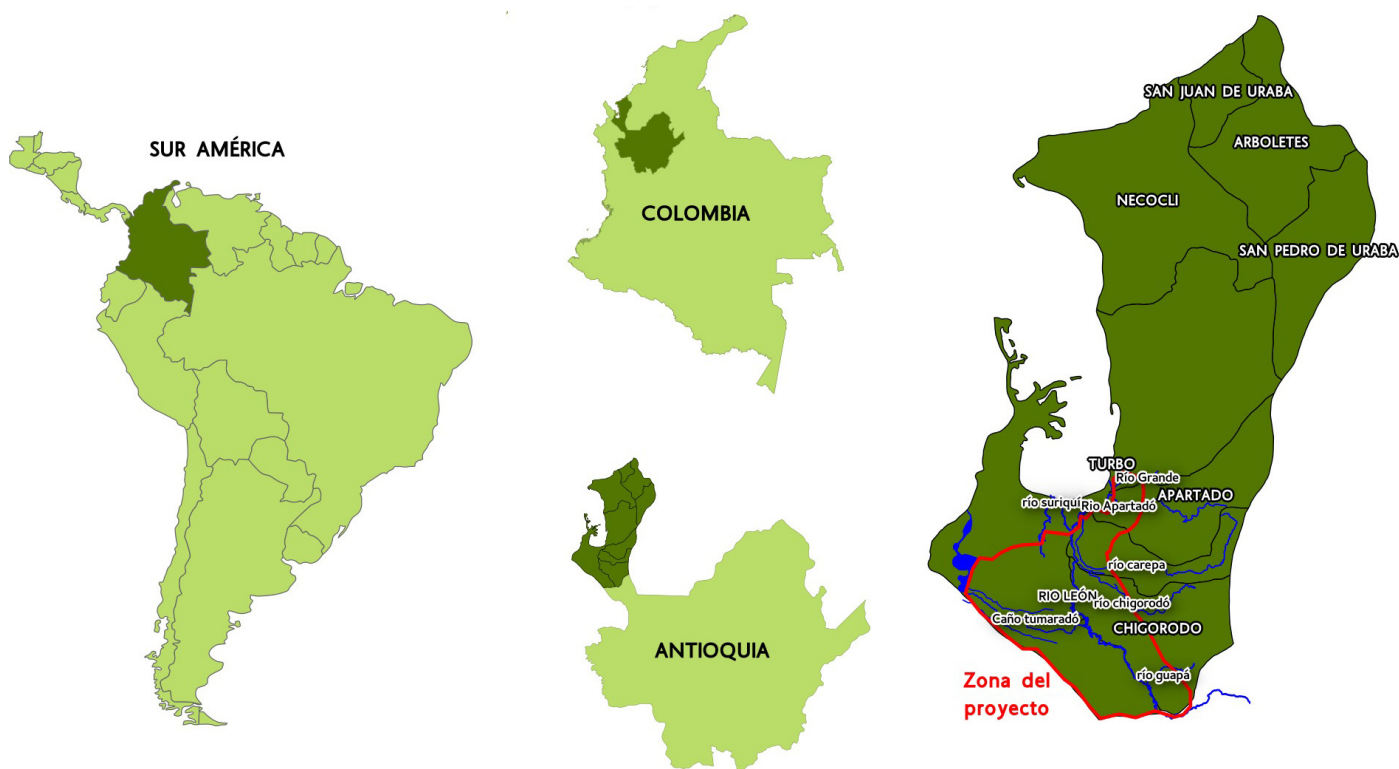 SUR AMÉRICA
COLOMBIA
ANTIOQUIA
SAN JUAN DE URABA
ARBOLETES
NECOCLI
SAN PEDRO DE URABA
TURBO
Río Grande
APARTADO
río suriquí
Rio Apartadó
río carepa
RIO LEÓN
río chigorodó
Caño tumaradó
CHIGORODO
río guapá
Zona del
proyecto